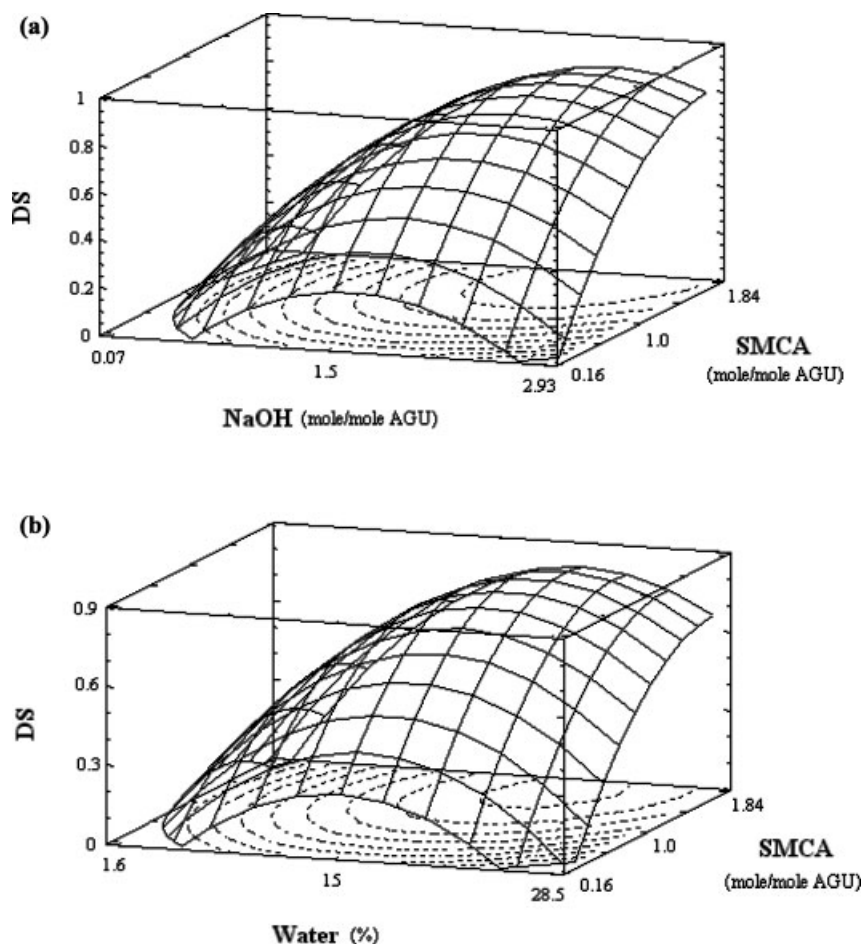 (a)
1
0.8
0.6
DS
0.4
0.2
0
0.07
1.5
2.93
0.16
1.0
1.84
SMCA
(mole/mole AGU)
NaOH (mole/mole AGU)
(b)
0.9
0.6
DS
0.3
0
1.6
15
28.5
0.16
1.0
1.84
SMCA
(mole/mole AGU)
Water (%)